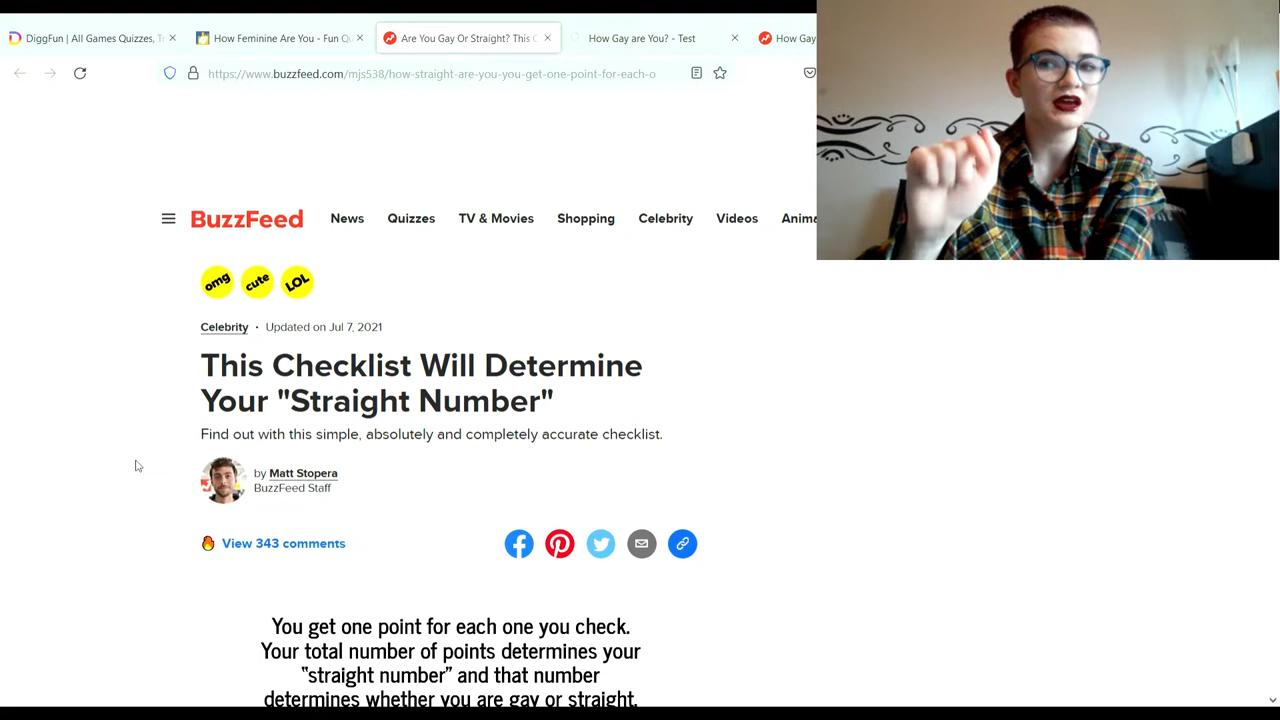 DiggFun | All Games Quizzes, T
How Feminine Are You - Fun Qu
Are You Gay Or Straight? This C
How Gay are You? - Test
How Gay
https://www.buzzfeed.com/mjs538/how-straight-are-you-you-get-one-point-for-each-o
BuzzFeed
News
Quizzes
TV & Movies
Shopping
Celebrity
Videos
Anima
omg
cute
LOL
Celebrity · Updated on Jul 7, 2021
This Checklist Will Determine
Your "Straight Number"
Find out with this simple, absolutely and completely accurate checklist.
by Matt Stopera
BuzzFeed Staff
View 343 comments
You get one point for each one you check.
Your total number of points determines your
"straight number" and that number
determines whether you are gay or straight.